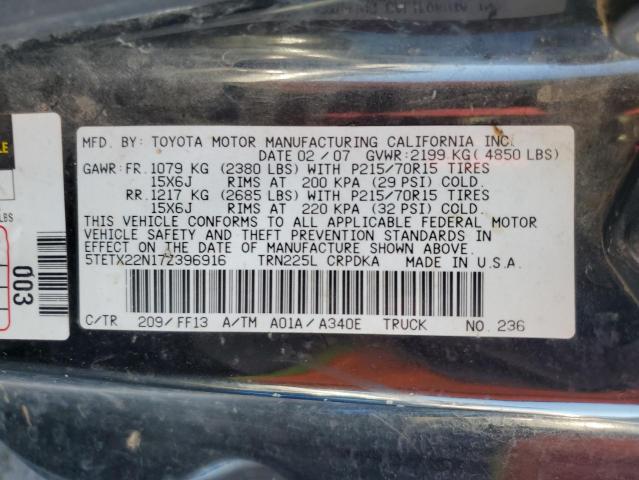 MFD. BY: TOYOTA MOTOR MANUFACTURING CALIFORNIA INC.
DATE 02 / 07 GVWR: 2199 KG( 4850 LBS)
GAWR: FR. 1079 KG (2380 LBS) WITH P215/70R15 TIRES
15X6J RIMS AT 200 KPA (29 PSI) COLD.
RR. 1217 KG (2685 LBS) WITH P215/70R15 TIRES
15X6J RIMS AT 220 KPA (32 PSI) COLD.
THIS VEHICLE CONFORMS TO ALL APPLICABLE FEDERAL MOTOR
VEHICLE SAFETY AND THEFT PREVENTION STANDARDS IN
EFFECT ON THE DATE OF MANUFACTURE SHOWN ABOVE.
5TETX22N17Z396916 TRN225L CRPDKA MADE IN U.S.A.
C/TR 209/FF13 A/TM A01A/A340E TRUCK NO. 236
LBS
003